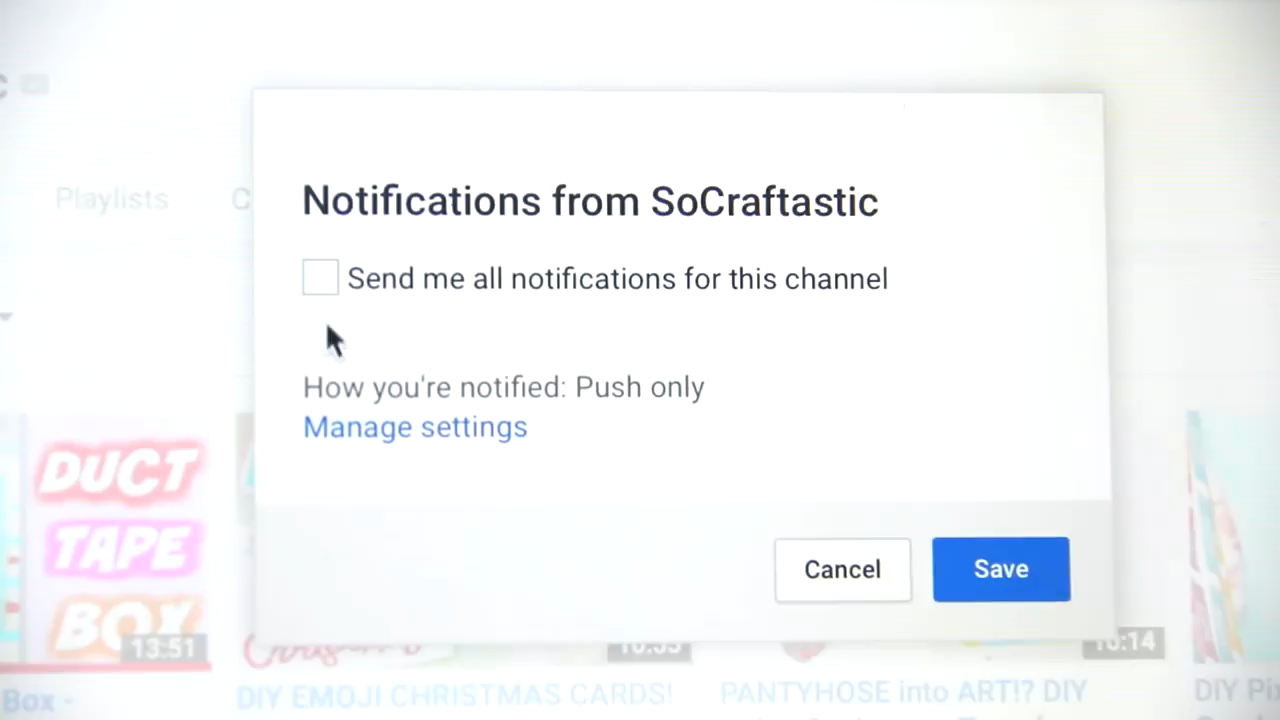 Playlists
Notifications from SoCraftastic
Send me all notifications for this channel
How you're notified: Push only
Manage settings
Cancel
Save
DUCT
TAPE
BOX
13:51
10:14
Box -
DIY EMOJI CHRISTMAS CARDS!
PANTYHOSE into ART!? DIY